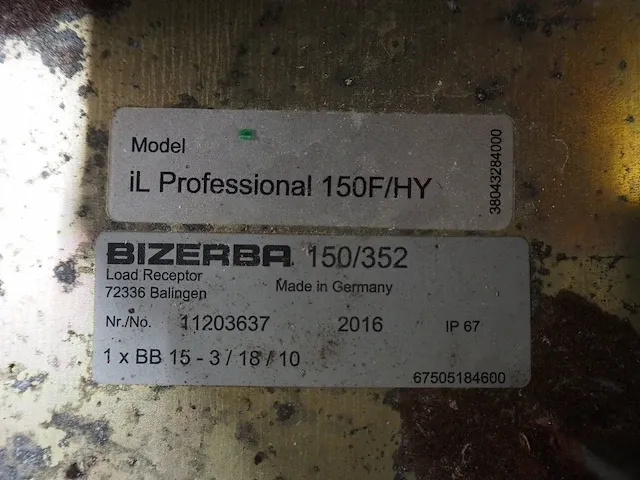 Model
iL Professional 150F/HY
38043284000
BIZERBA 150/352
Load Receptor
72336 Balingen
Made in Germany
Nr./No. 11203637 2016 IP 67
1 x BB 15 - 3 / 18 / 10
67505184600